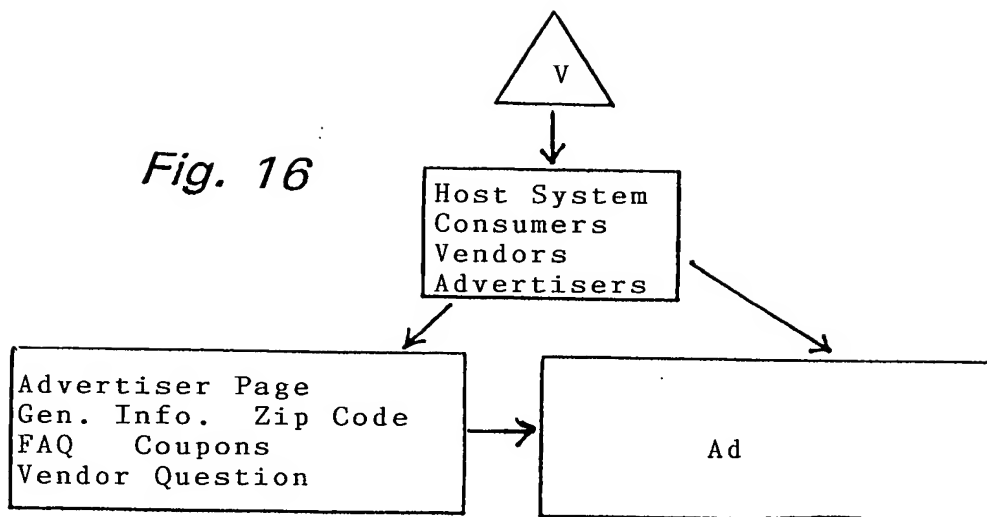 V
Fig. 16
Host System
Consumers
Vendors
Advertisers
Advertiser Page
Gen. Info. Zip Code
FAQ Coupons
Vendor Question
Ad